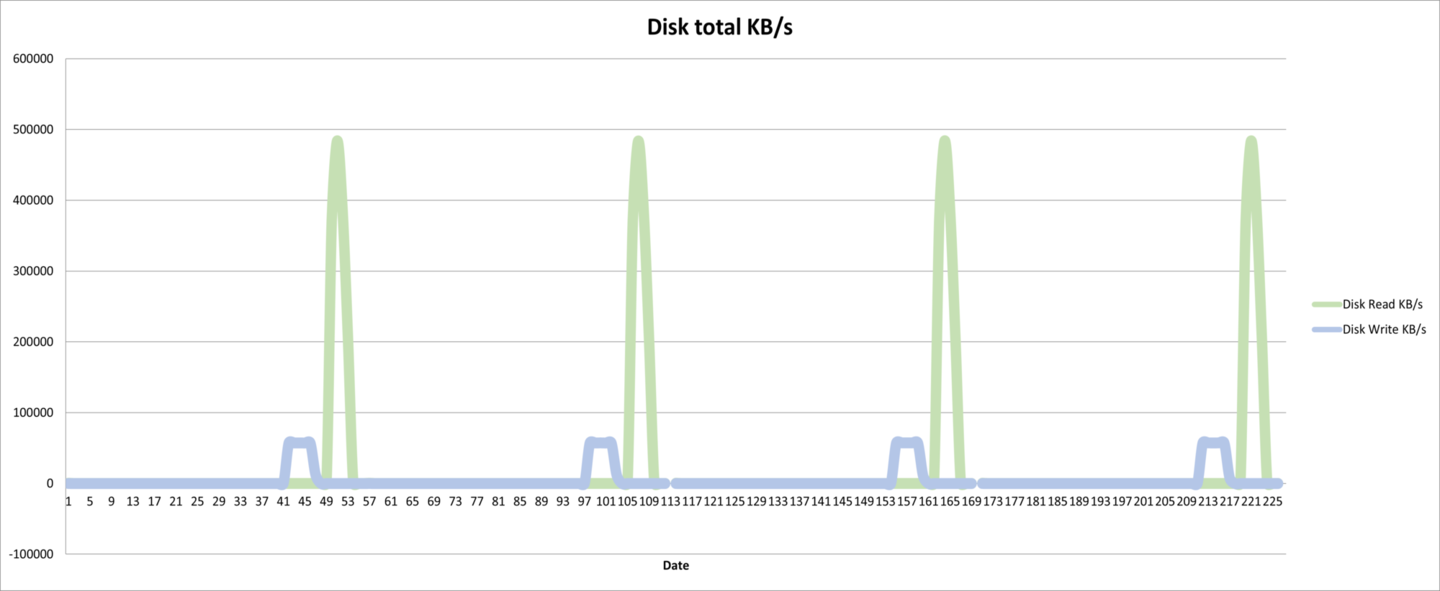 Disk total KB/s
600000
500000
400000
300000
200000
100000
0
-100000
1 5 9 13 17 21 25 29 33 37 41 45 49 53 57 61 65 69 73 77 81 85 89 93 97 101 105 109 113 117 121 125 129 133 137 141 145 149 153 157 161 165 169 173 177 181 185 189 193 197 201 205 209 213 217 221 225
Date
Disk Read KB/s
Disk Write KB/s